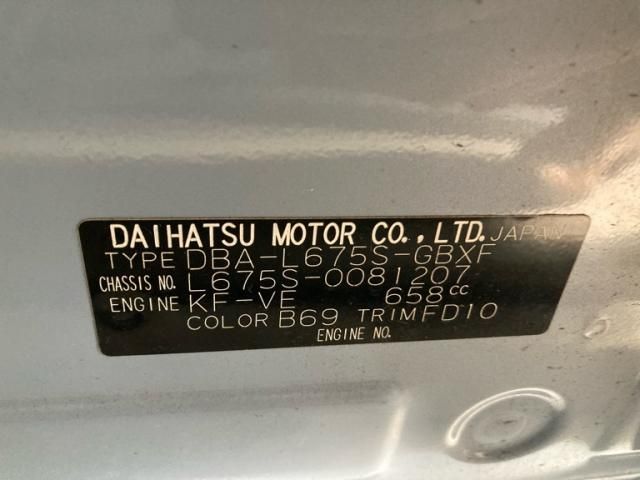 DAIHATSU MOTOR CO., LTD. JAPAN
TYPE DBA-L675S-GBXF
CHASSIS NO. L675S-0081207
ENGINE KF-VE 658cc
COLOR B69 TRIM FD10
ENGINE NO.